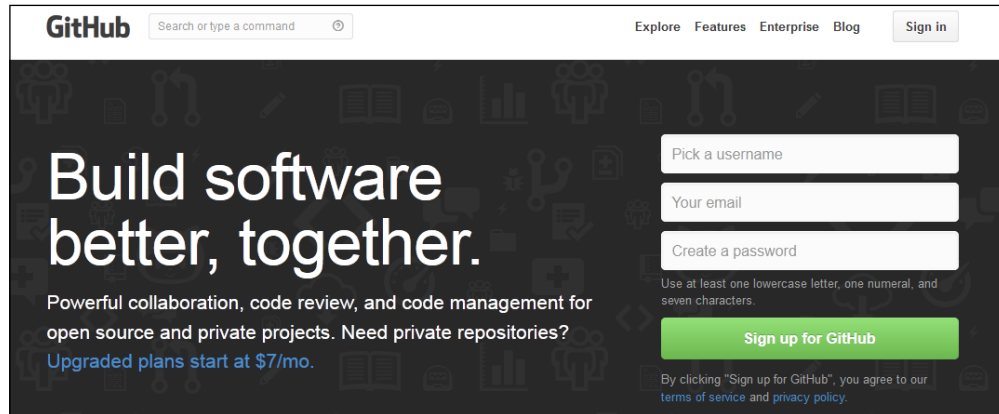 GitHub
Search or type a command
Explore Features Enterprise Blog Sign in
Build software
better, together.
Powerful collaboration, code review, and code management for
open source and private projects. Need private repositories?
Upgraded plans start at $7/mo.
Pick a username
Your email
Create a password
Use at least one lowercase letter, one numeral, and
seven characters.
Sign up for GitHub
By clicking "Sign up for GitHub", you agree to our
terms of service and privacy policy.